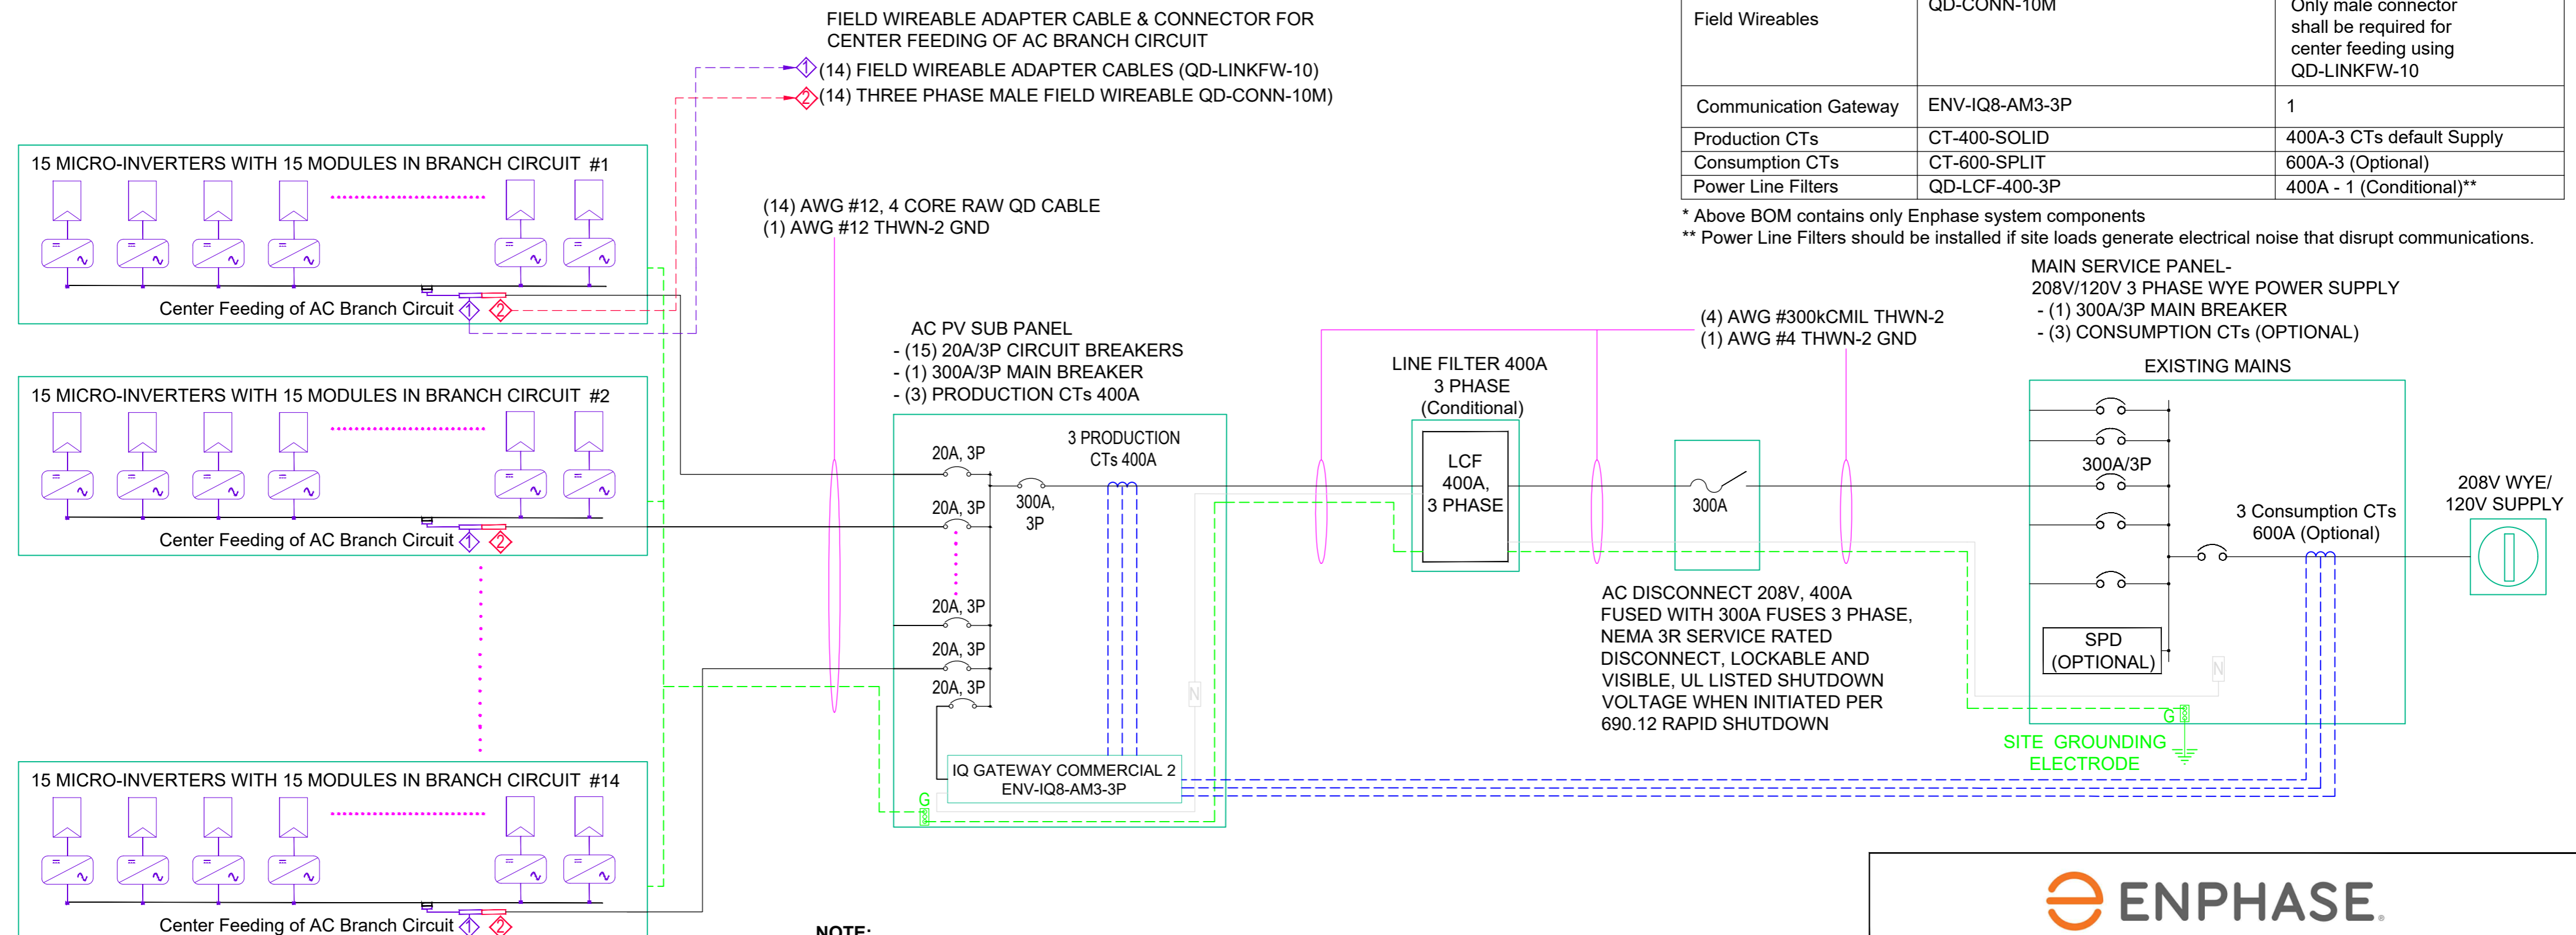 FIELD WIREABLE ADAPTER CABLE & CONNECTOR FOR
CENTER FEEDING OF AC BRANCH CIRCUIT
1 (14) FIELD WIREABLE ADAPTER CABLES (QD-LINKFW-10)
2 (14) THREE PHASE MALE FIELD WIREABLE QD-CONN-10M)
Field Wireables
QD-CONN-10M
Only male connector
shall be required for
center feeding using
QD-LINKFW-10
Communication Gateway ENV-IQ8-AM3-3P 1
Production CTs CT-400-SOLID 400A-3 CTs default Supply
Consumption CTs CT-600-SPLIT 600A-3 (Optional)
Power Line Filters QD-LCF-400-3P 400A - 1 (Conditional)**
* Above BOM contains only Enphase system components
** Power Line Filters should be installed if site loads generate electrical noise that disrupt communications.
15 MICRO-INVERTERS WITH 15 MODULES IN BRANCH CIRCUIT #1
Center Feeding of AC Branch Circuit 1 2
15 MICRO-INVERTERS WITH 15 MODULES IN BRANCH CIRCUIT #2
Center Feeding of AC Branch Circuit 1 2
15 MICRO-INVERTERS WITH 15 MODULES IN BRANCH CIRCUIT #14
Center Feeding of AC Branch Circuit 1 2
(14) AWG #12, 4 CORE RAW QD CABLE
(1) AWG #12 THWN-2 GND
AC PV SUB PANEL
- (15) 20A/3P CIRCUIT BREAKERS
- (1) 300A/3P MAIN BREAKER
- (3) PRODUCTION CTs 400A
20A, 3P
20A, 3P
20A, 3P
20A, 3P
20A, 3P
300A,
3P
3 PRODUCTION
CTs 400A
N
IQ GATEWAY COMMERCIAL 2
ENV-IQ8-AM3-3P
G
LINE FILTER 400A
3 PHASE
(Conditional)
LCF
400A,
3 PHASE
(4) AWG #300kCMIL THWN-2
(1) AWG #4 THWN-2 GND
300A
AC DISCONNECT 208V, 400A
FUSED WITH 300A FUSES 3 PHASE,
NEMA 3R SERVICE RATED
DISCONNECT, LOCKABLE AND
VISIBLE, UL LISTED SHUTDOWN
VOLTAGE WHEN INITIATED PER
690.12 RAPID SHUTDOWN
MAIN SERVICE PANEL-
208V/120V 3 PHASE WYE POWER SUPPLY
- (1) 300A/3P MAIN BREAKER
- (3) CONSUMPTION CTs (OPTIONAL)
EXISTING MAINS
300A/3P
3 Consumption CTs
600A (Optional)
SPD
(OPTIONAL)
N
G
SITE GROUNDING
ELECTRODE
208V WYE/
120V SUPPLY
NOTE:
ENPHASE®